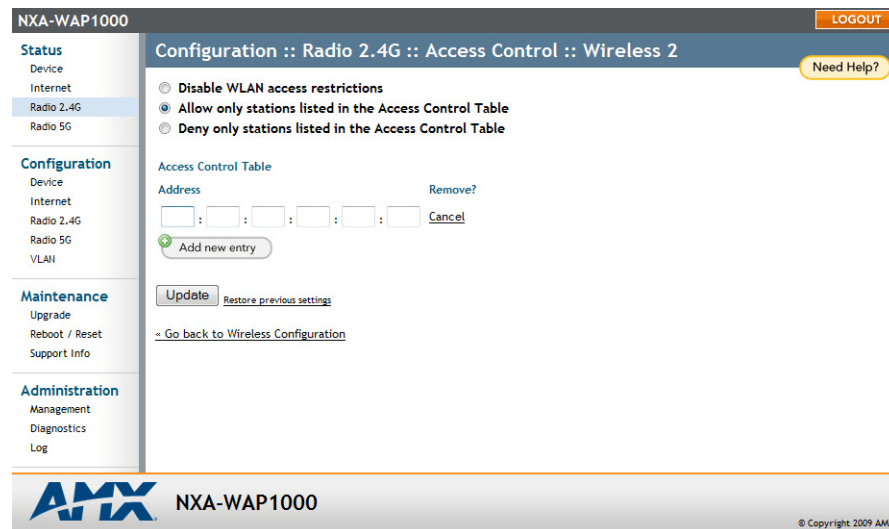 NXA-WAP1000
LOGOUT
Status
Device
Internet
Radio 2.4G
Radio 5G
Configuration
Device
Internet
Radio 2.4G
Radio 5G
VLAN
Maintenance
Upgrade
Reboot / Reset
Support Info
Administration
Management
Diagnostics
Log
Configuration :: Radio 2.4G :: Access Control :: Wireless 2
Need Help?
Disable WLAN access restrictions
Allow only stations listed in the Access Control Table
Deny only stations listed in the Access Control Table
Access Control Table
Address Remove?
: : : : : Cancel
Add new entry
Update Restore previous settings
« Go back to Wireless Configuration
AMX NXA-WAP1000
© Copyright 2009 AM